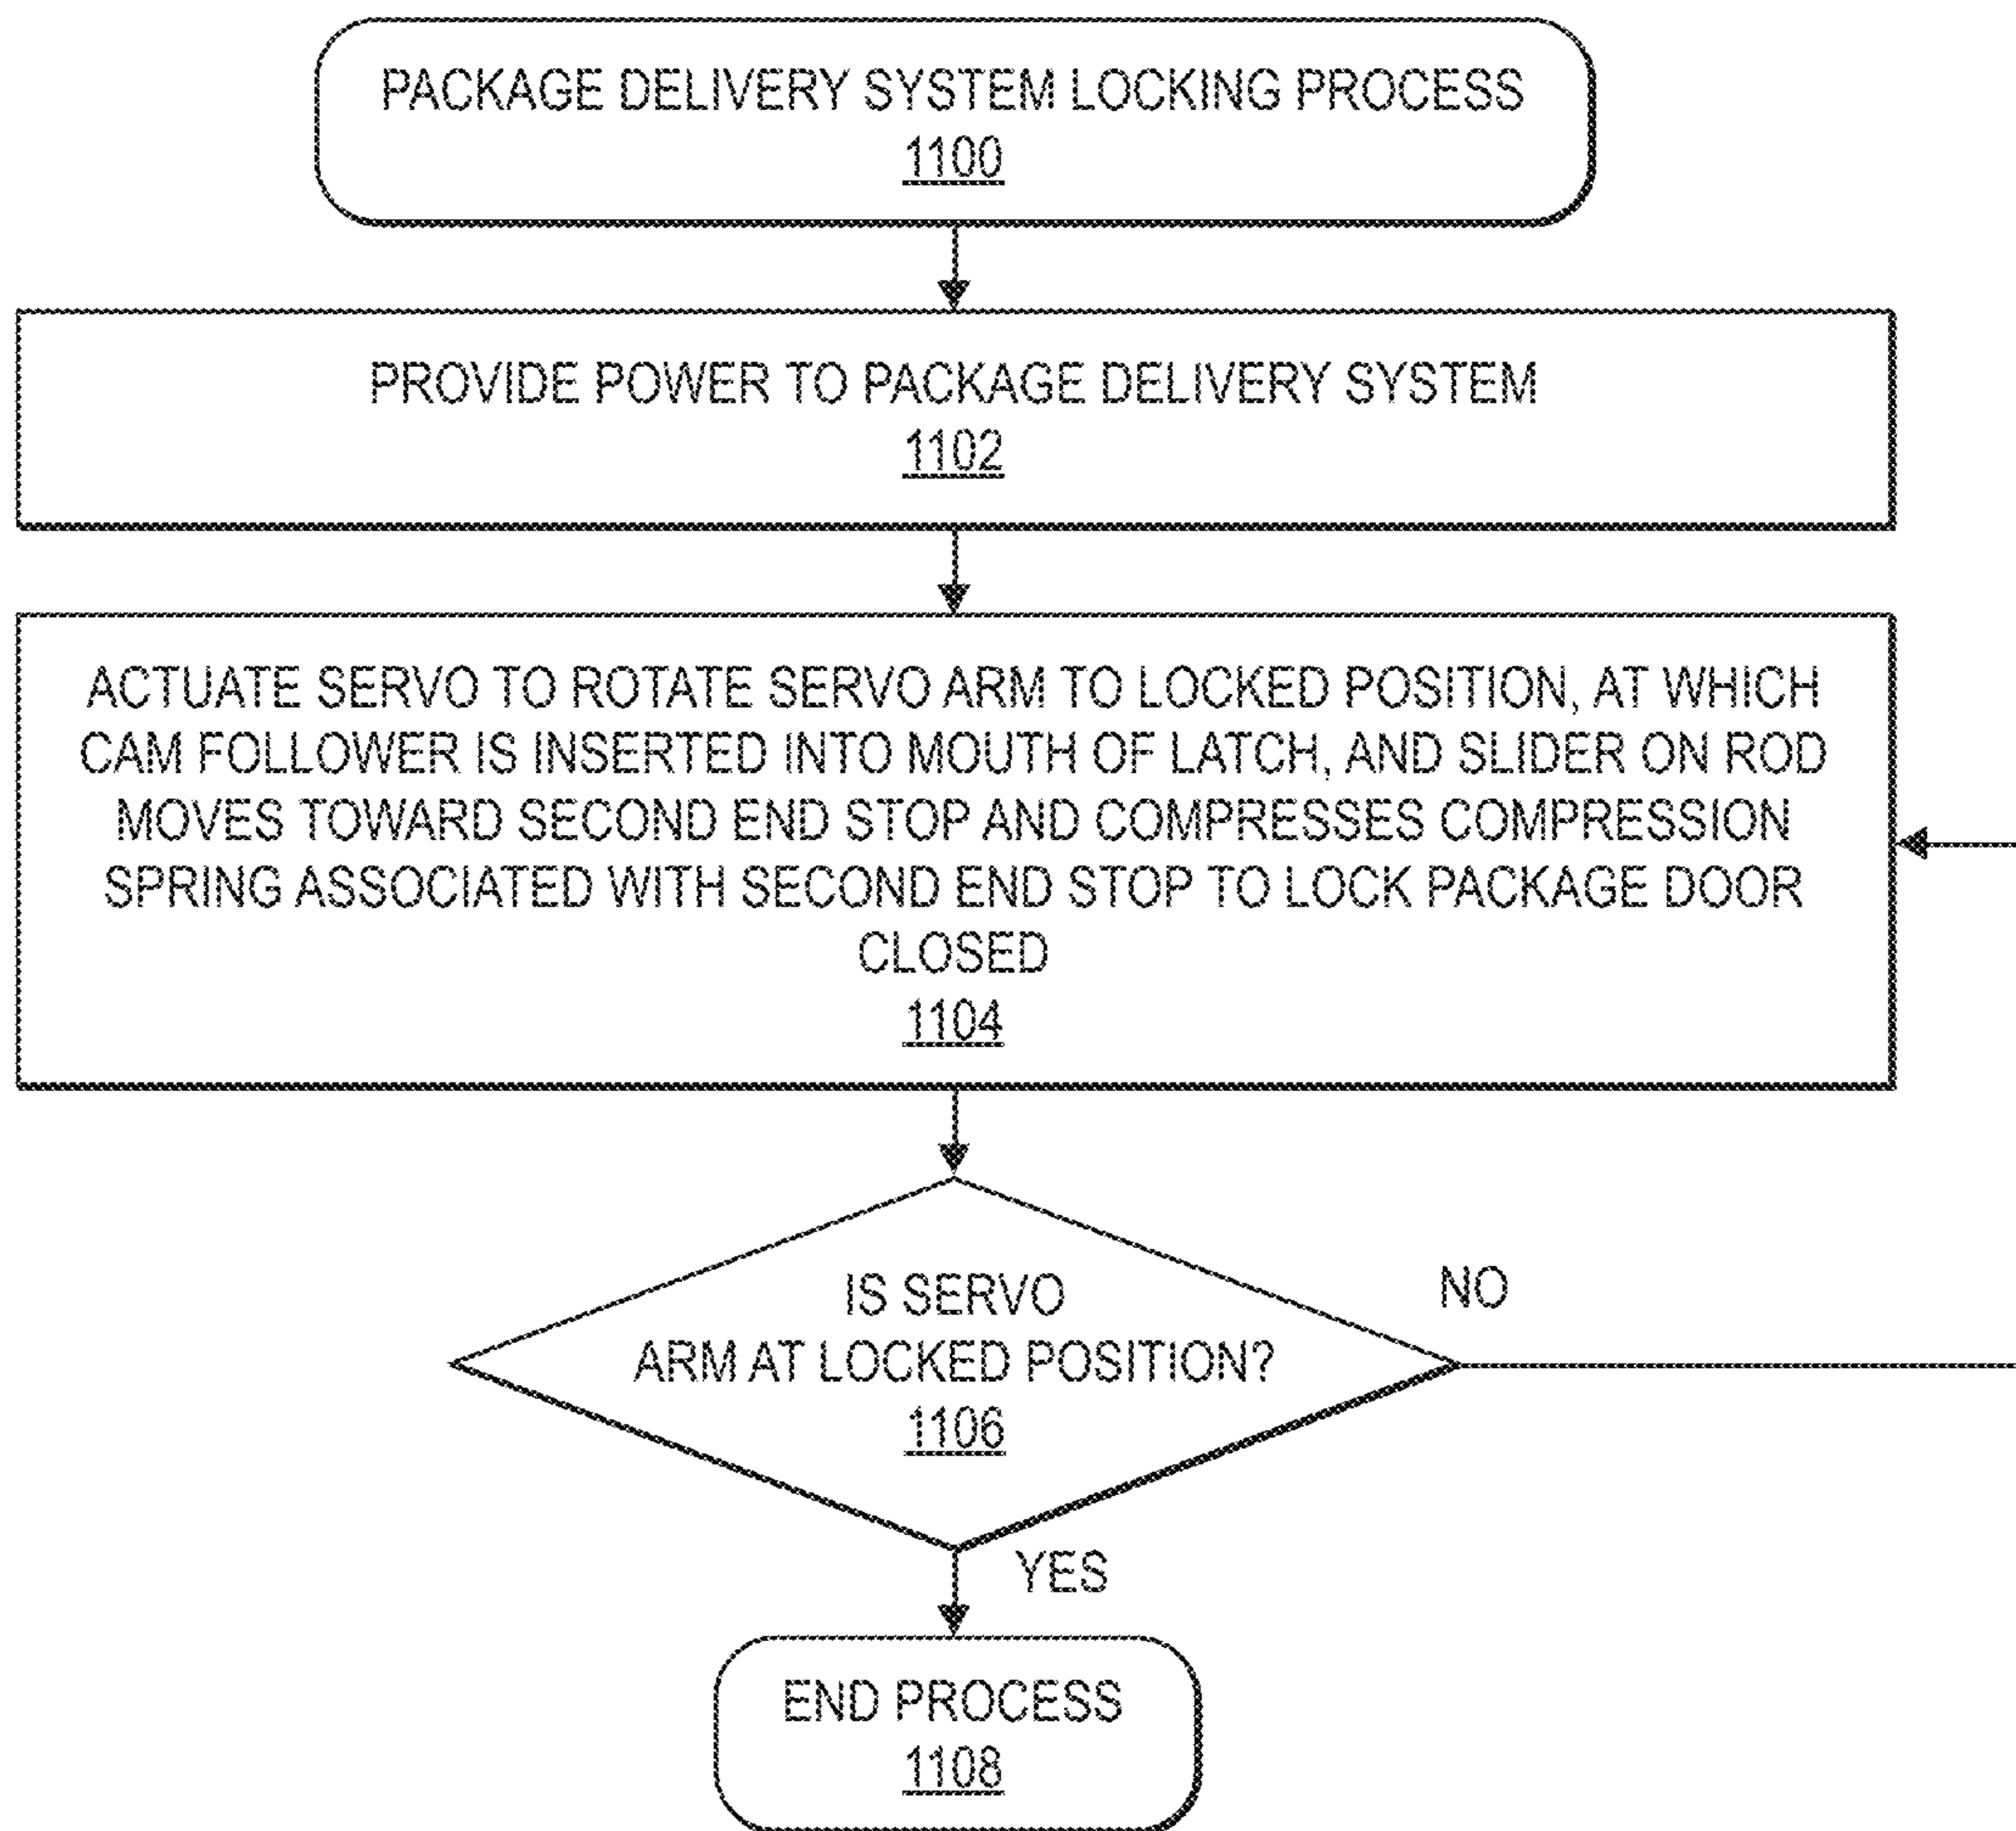 PACKAGE DELIVERY SYSTEM LOCKING PROCESS
1100
PROVIDE POWER TO PACKAGE DELIVERY SYSTEM
1102
ACTUATE SERVO TO ROTATE SERVO ARM TO LOCKED POSITION, AT WHICH
CAM FOLLOWER IS INSERTED INTO MOUTH OF LATCH, AND SLIDER ON ROD
MOVES TOWARD SECOND END STOP AND COMPRESSES COMPRESSION
SPRING ASSOCIATED WITH SECOND END STOP TO LOCK PACKAGE DOOR
CLOSED
1104
IS SERVO
ARM AT LOCKED POSITION?
1106
NO
YES
END PROCESS
1108